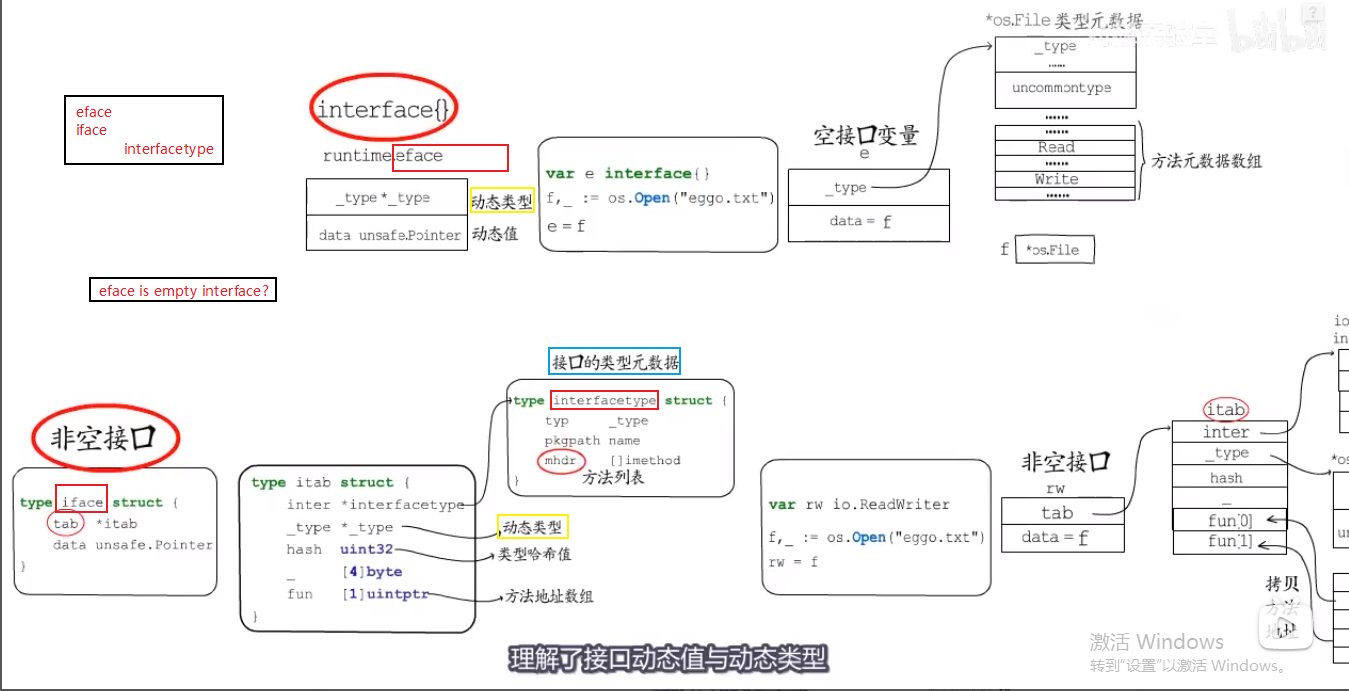 *os.File 类型元数据
bilibili
?
_type
……
uncommontype
……
……
Read
……
Write
……
方法元数据数组
eface
iface
interfacetype
interface{}
runtime.eface
_type *_type
动态类型
data unsafe.Pointer
动态值
var e interface{}
f,_ := os.Open("eggo.txt")
e = f
空接口变量
e
_type
data = f
f
*os.File
eface is empty interface?
接口的类型元数据
type interfacetype struct {
typ _type
pkgpath name
mhdr []imethod
方法列表
}
非空接口
type iface struct {
tab *itab
data unsafe.Pointer
}
type itab struct {
inter *interfacetype
_type *_type
动态类型
hash uint32
类型哈希值
_ [4]byte
fun [1]uintptr
方法地址数组
}
var rw io.ReadWriter
f,_ := os.Open("eggo.txt")
rw = f
非空接口
rw
tab
data = f
itab
inter
_type
hash
_
fun[0]
fun[1]
io
in
*os
un
拷贝
方法
地址
理解了接口动态值与动态类型
激活 Windows
转到"设置"以激活 Windows。